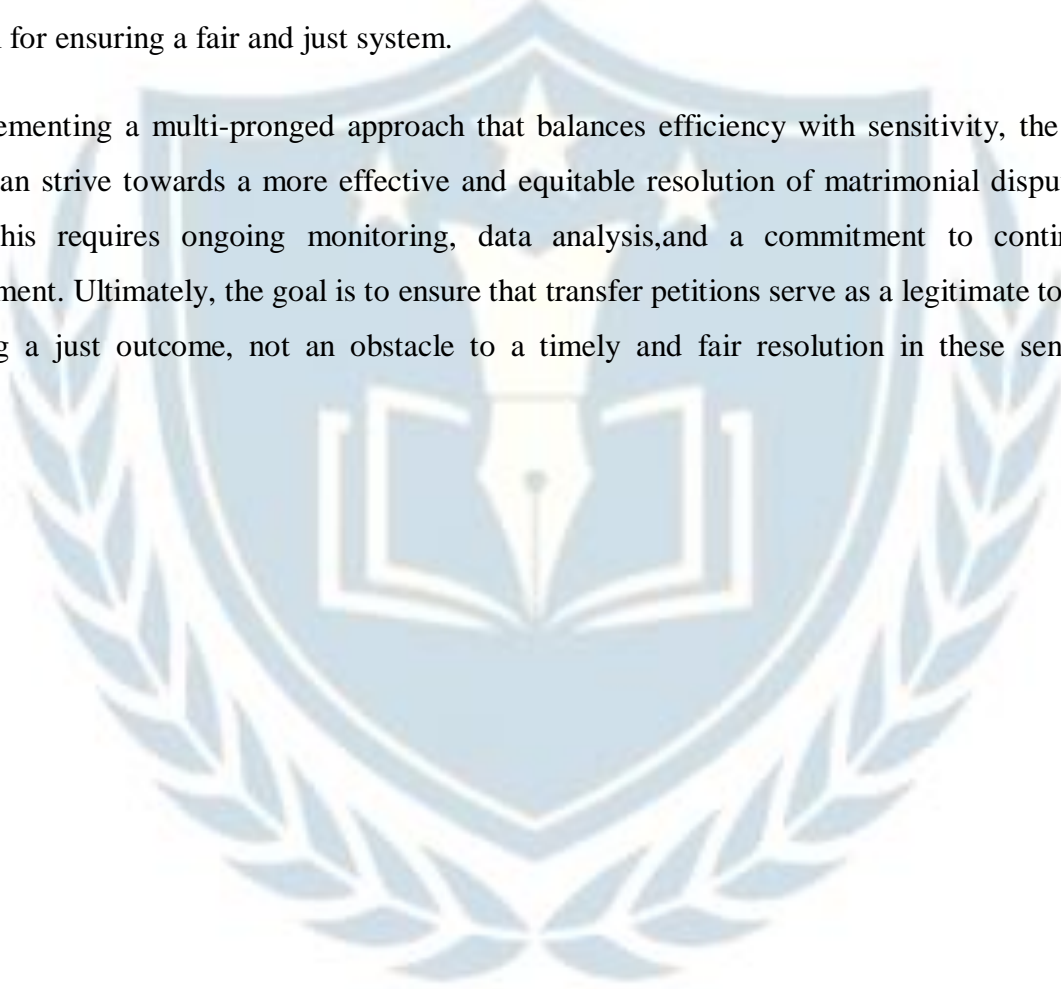 for ensuring a fair and just system.
ementing a multi-pronged approach that balances efficiency with sensitivity, the
an strive towards a more effective and equitable resolution of matrimonial dispu
his requires ongoing monitoring, data analysis,and a commitment to contin
ment. Ultimately, the goal is to ensure that transfer petitions serve as a legitimate to
g a just outcome, not an obstacle to a timely and fair resolution in these sen